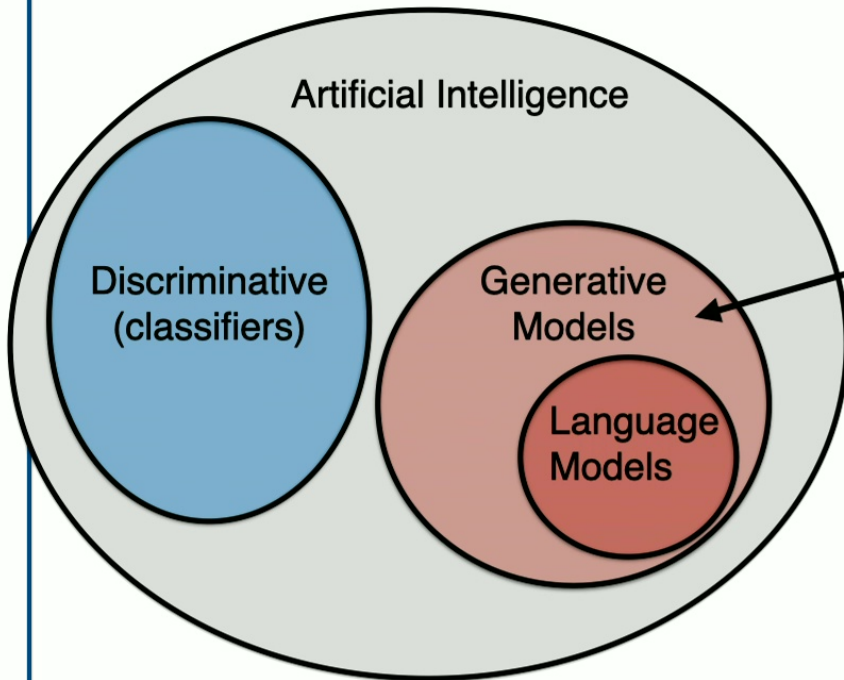 Artificial Intelligence
Discriminative
(classifiers)
Generative
Models
Language
Models